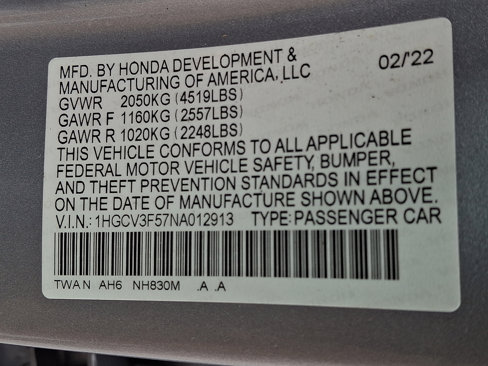 MFD. BY HONDA DEVELOPMENT &
MANUFACTURING OF AMERICA, LLC 02/'22
GVWR 2050KG (4519LBS)
GAWR F 1160KG (2557LBS)
GAWR R 1020KG (2248LBS)
THIS VEHICLE CONFORMS TO ALL APPLICABLE
FEDERAL MOTOR VEHICLE SAFETY, BUMPER,
AND THEFT PREVENTION STANDARDS IN EFFECT
ON THE DATE OF MANUFACTURE SHOWN ABOVE.
V.I.N.: 1HGCV3F57NA012913 TYPE: PASSENGER CAR
TWA N AH6 NH830M .A .A